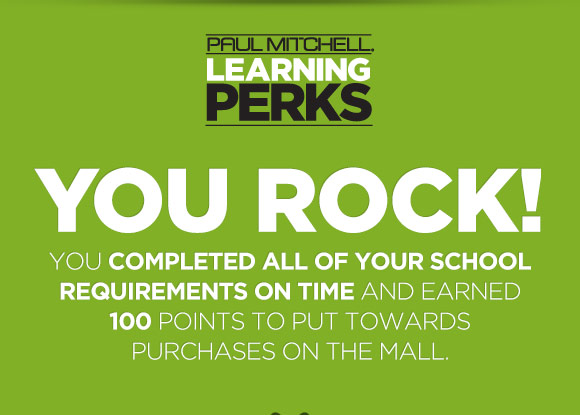 PAUL MITCHELL.
LEARNING
PERKS
YOU ROCK!
YOU COMPLETED ALL OF YOUR SCHOOL
REQUIREMENTS ON TIME AND EARNED
100 POINTS TO PUT TOWARDS
PURCHASES ON THE MALL.